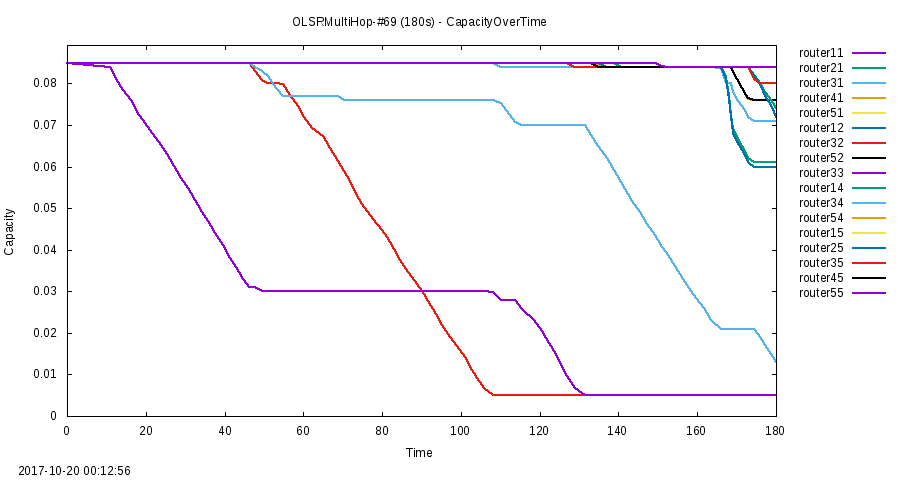 OLSRMultiHop-#69 (180s) - CapacityOverTime
router11
router21
router31
router41
router51
router12
router32
router52
router33
router14
router34
router54
router15
router25
router35
router45
router55
Capacity
0.08
0.07
0.06
0.05
0.04
0.03
0.02
0.01
0
0 20 40 60 80 100 120 140 160 180
Time
2017-10-20 00:12:56